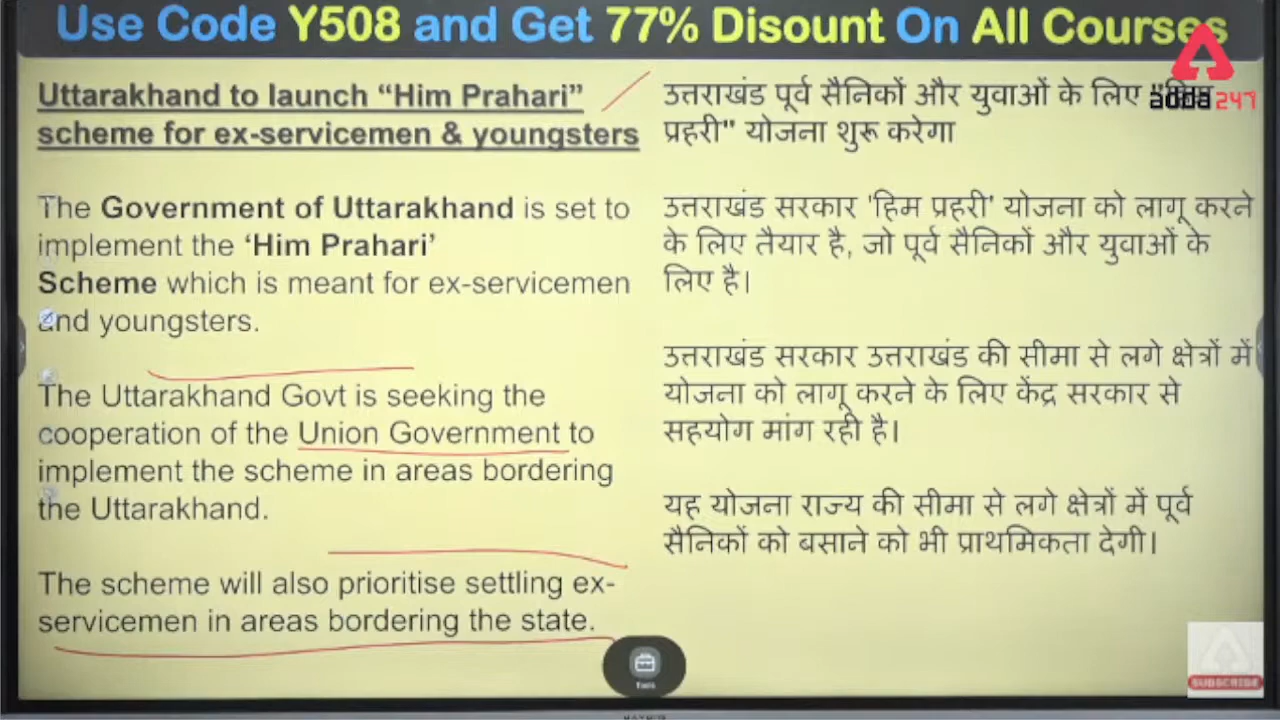 Use Code Y508 and Get 77% Disount On All Courses
adda247
Uttarakhand to launch “Him Prahari”
scheme for ex-servicemen & youngsters
The Government of Uttarakhand is set to
implement the ‘Him Prahari’
Scheme which is meant for ex-servicemen
and youngsters.
The Uttarakhand Govt is seeking the
cooperation of the Union Government to
implement the scheme in areas bordering
the Uttarakhand.
The scheme will also prioritise settling ex-
servicemen in areas bordering the state.
उत्तराखंड पूर्व सैनिकों और युवाओं के लिए "हिम
प्रहरी" योजना शुरू करेगा
उत्तराखंड सरकार 'हिम प्रहरी' योजना को लागू करने
के लिए तैयार है, जो पूर्व सैनिकों और युवाओं के
लिए है।
उत्तराखंड सरकार उत्तराखंड की सीमा से लगे क्षेत्रों में
योजना को लागू करने के लिए केंद्र सरकार से
सहयोग मांग रही है।
यह योजना राज्य की सीमा से लगे क्षेत्रों में पूर्व
सैनिकों को बसाने को भी प्राथमिकता देगी।
Tools
SUBSCRIBE